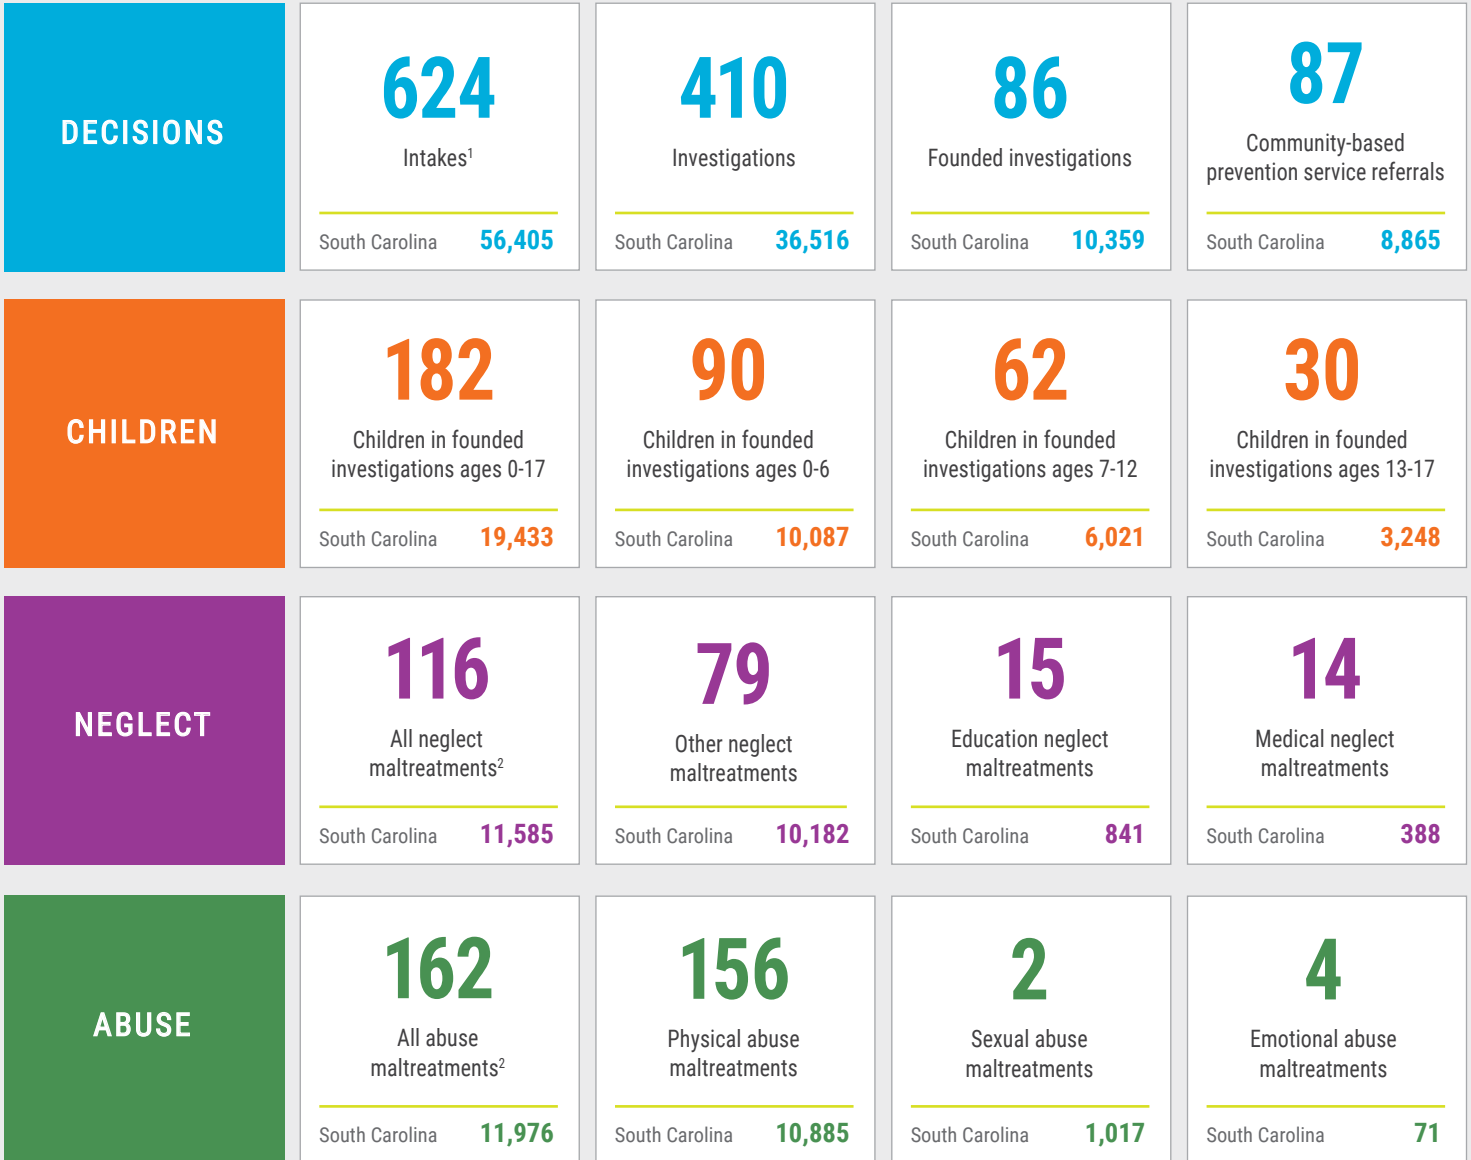 DECISIONS
624
Intakes¹
South Carolina 56,405
410
Investigations
South Carolina 36,516
86
Founded investigations
South Carolina 10,359
87
Community-based
prevention service referrals
South Carolina 8,865
CHILDREN
182
Children in founded
investigations ages 0-17
South Carolina 19,433
90
Children in founded
investigations ages 0-6
South Carolina 10,087
62
Children in founded
investigations ages 7-12
South Carolina 6,021
30
Children in founded
investigations ages 13-17
South Carolina 3,248
NEGLECT
116
All neglect
maltreatments²
South Carolina 11,585
79
Other neglect
maltreatments
South Carolina 10,182
15
Education neglect
maltreatments
South Carolina 841
14
Medical neglect
maltreatments
South Carolina 388
ABUSE
162
All abuse
maltreatments²
South Carolina 11,976
156
Physical abuse
maltreatments
South Carolina 10,885
2
Sexual abuse
maltreatments
South Carolina 1,017
4
Emotional abuse
maltreatments
South Carolina 71